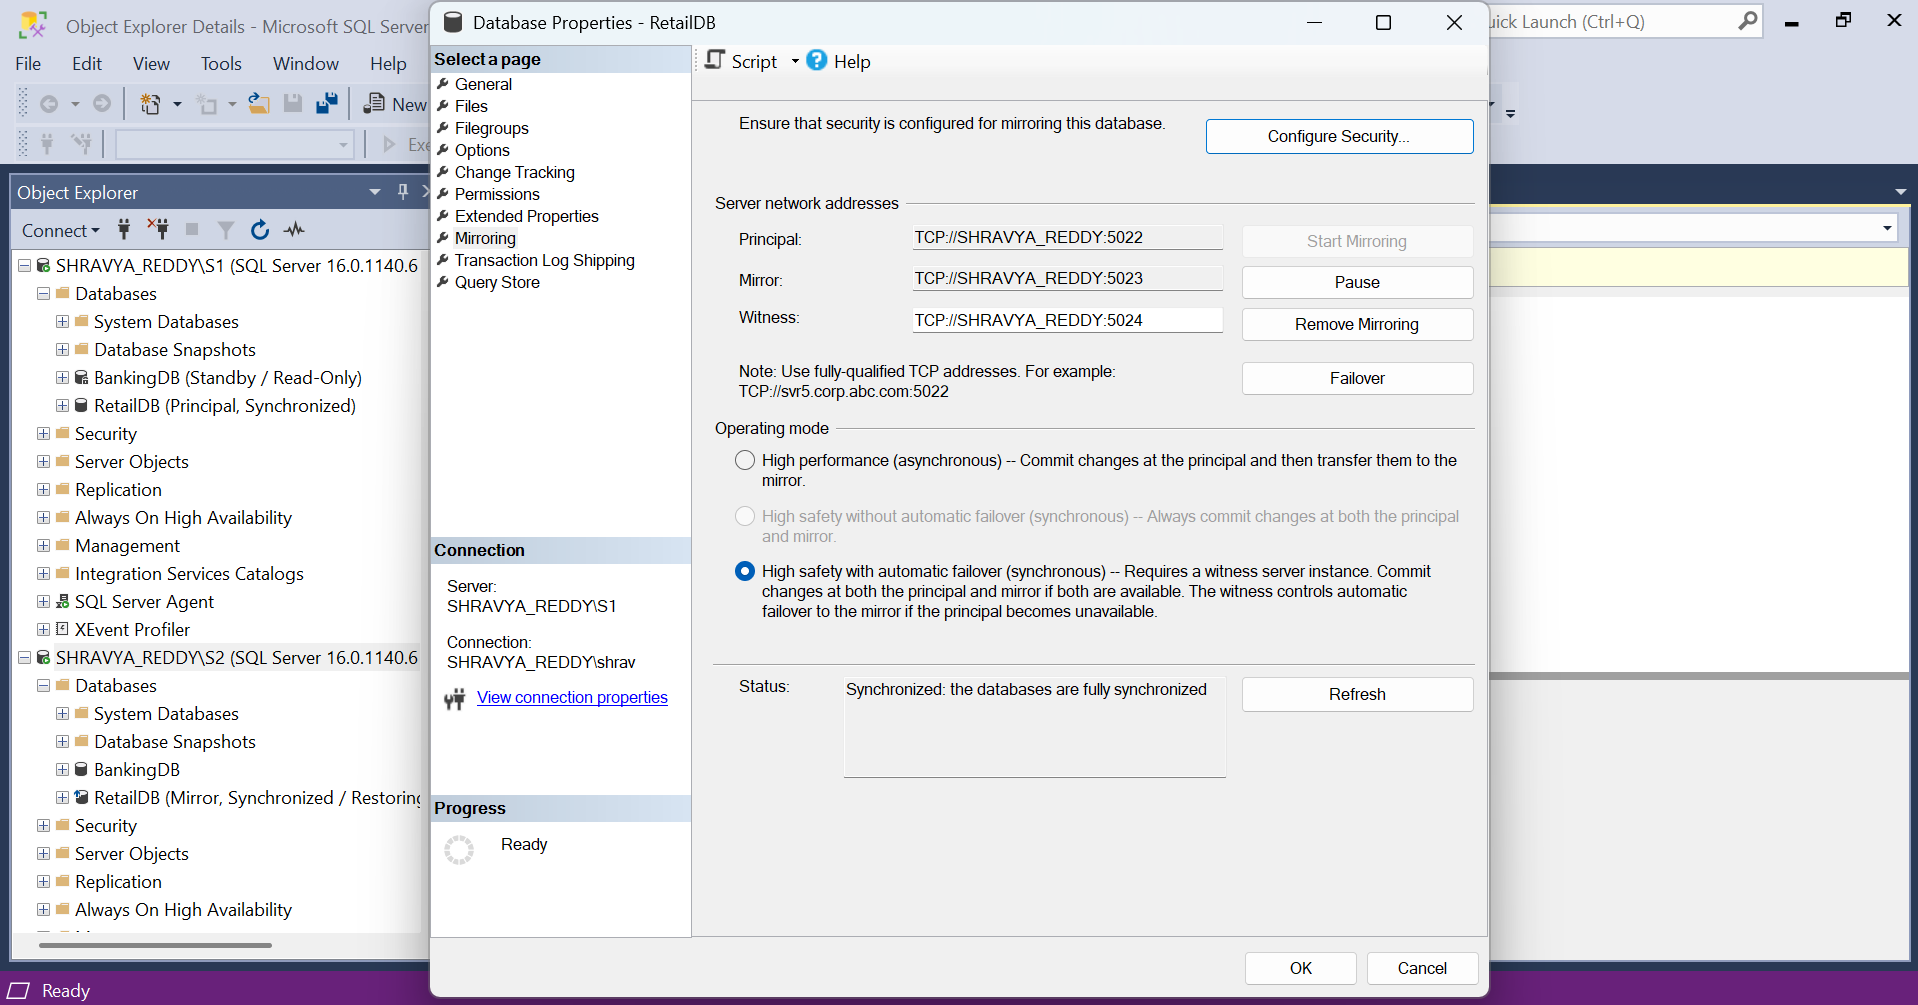 Object Explorer Details - Microsoft SQL Server
Quick Launch (Ctrl+Q)
File Edit View Tools Window Help
New
Object Explorer
Connect
SHRAVYA_REDDY\S1 (SQL Server 16.0.1140.6
Databases
System Databases
Database Snapshots
BankingDB (Standby / Read-Only)
RetailDB (Principal, Synchronized)
Security
Server Objects
Replication
Always On High Availability
Management
Integration Services Catalogs
SQL Server Agent
XEvent Profiler
SHRAVYA_REDDY\S2 (SQL Server 16.0.1140.6
Databases
System Databases
Database Snapshots
BankingDB
RetailDB (Mirror, Synchronized / Restoring
Security
Server Objects
Replication
Always On High Availability
Ready
Database Properties - RetailDB
Select a page
General
Files
Filegroups
Options
Change Tracking
Permissions
Extended Properties
Mirroring
Transaction Log Shipping
Query Store
Connection
Server:
SHRAVYA_REDDY\S1
Connection:
SHRAVYA_REDDY\shrav
View connection properties
Progress
Ready
Script Help
Ensure that security is configured for mirroring this database.
Configure Security...
Server network addresses
Principal: TCP://SHRAVYA_REDDY:5022 Start Mirroring
Mirror: TCP://SHRAVYA_REDDY:5023 Pause
Witness: TCP://SHRAVYA_REDDY:5024 Remove Mirroring
Note: Use fully-qualified TCP addresses. For example:
TCP://svr5.corp.abc.com:5022
Failover
Operating mode
High performance (asynchronous) -- Commit changes at the principal and then transfer them to the
mirror.
High safety without automatic failover (synchronous) -- Always commit changes at both the principal
and mirror.
High safety with automatic failover (synchronous) -- Requires a witness server instance. Commit
changes at both the principal and mirror if both are available. The witness controls automatic
failover to the mirror if the principal becomes unavailable.
Status: Synchronized: the databases are fully synchronized Refresh
OK Cancel